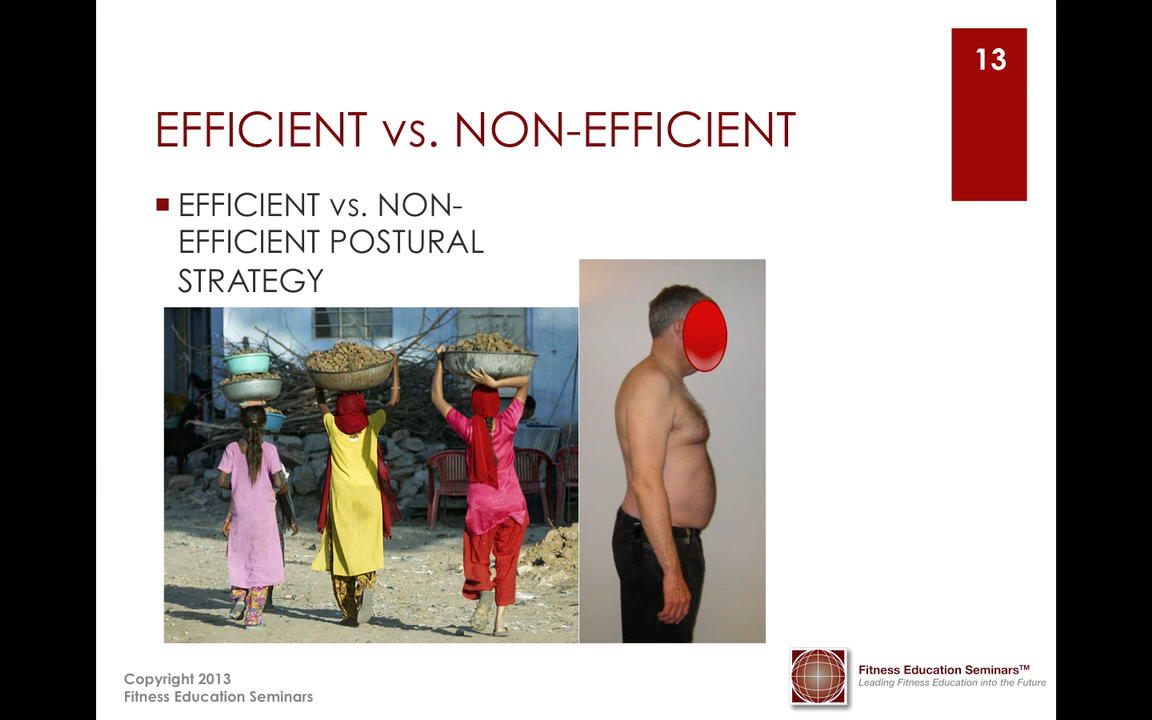 13
EFFICIENT vs. NON-EFFICIENT
EFFICIENT vs. NON-
EFFICIENT POSTURAL
STRATEGY
Copyright 2013
Fitness Education Seminars
Fitness Education Seminars™
Leading Fitness Education into the Future